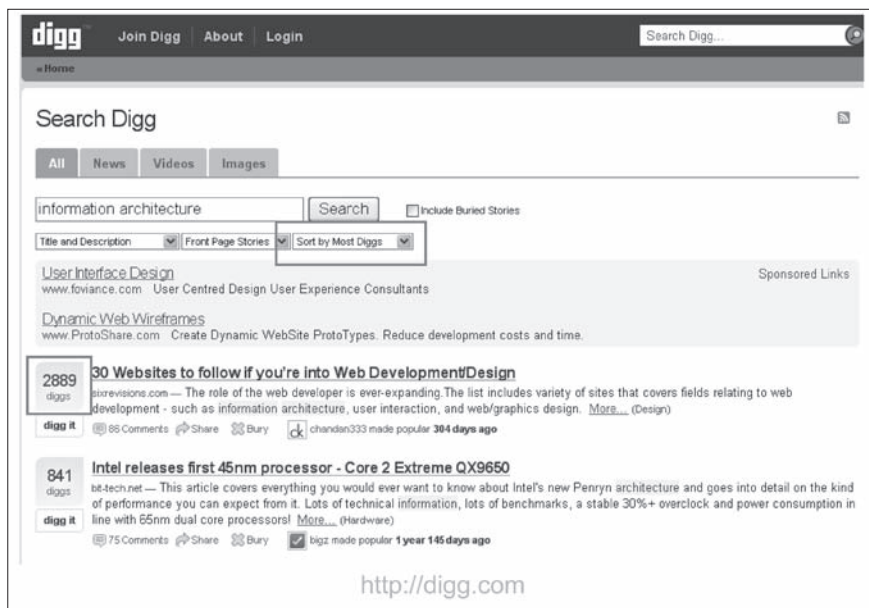 digg Join Digg About Login Search Digg...
« Home
Search Digg
All News Videos Images
information architecture Search Include Buried Stories
Title and Description Front Page Stories Sort by Most Diggs
User Interface Design Sponsored Links
www.foviance.com User Centred Design User Experience Consultants
Dynamic Web Wireframes
www.ProtoShare.com Create Dynamic WebSite ProtoTypes. Reduce development costs and time.
2889 diggs 30 Websites to follow if you're into Web Development/Design
sixrevisions.com — The role of the web developer is ever-expanding.The list includes variety of sites that covers fields relating to web
development - such as information architecture, user interaction, and web/graphics design. More... (Design)
digg it 86 Comments Share Bury ck chandan333 made popular 304 days ago
841 diggs Intel releases first 45nm processor - Core 2 Extreme QX9650
bit-tech.net — This article covers everything you would ever want to know about Intel's new Penryn architecture and goes into detail on the kind
of performance you can expect from it. Lots of technical information, lots of benchmarks, a stable 30%+ overclock and power consumption in
digg it line with 65nm dual core processors! More... (Hardware)
75 Comments Share Bury bigz made popular 1 year 145 days ago
http://digg.com